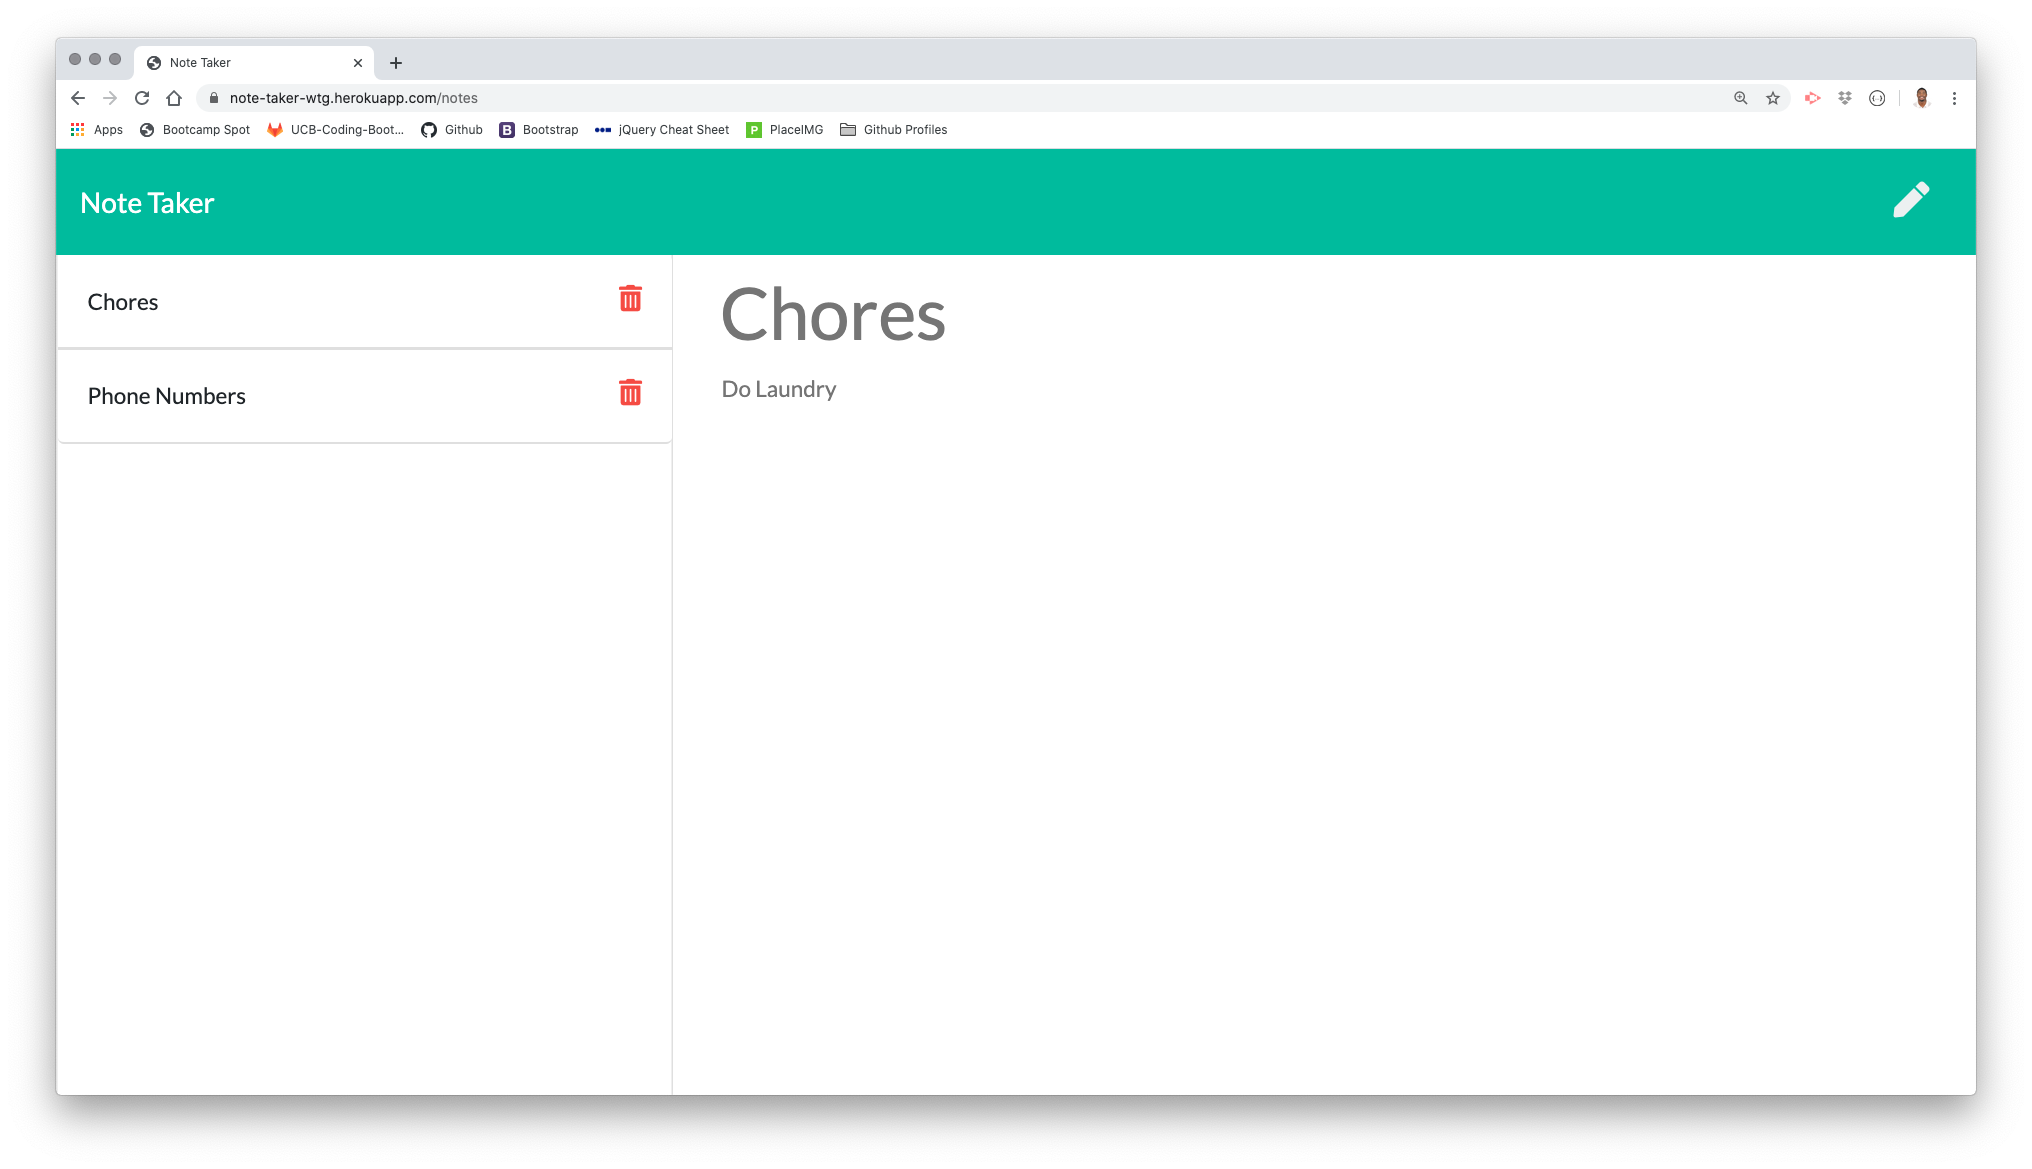 Note Taker
note-taker-wtg.herokuapp.com/notes
Apps Bootcamp Spot UCB-Coding-Boot... Github Bootstrap jQuery Cheat Sheet PlaceIMG Github Profiles
Note Taker
Chores
Phone Numbers
Chores
Do Laundry